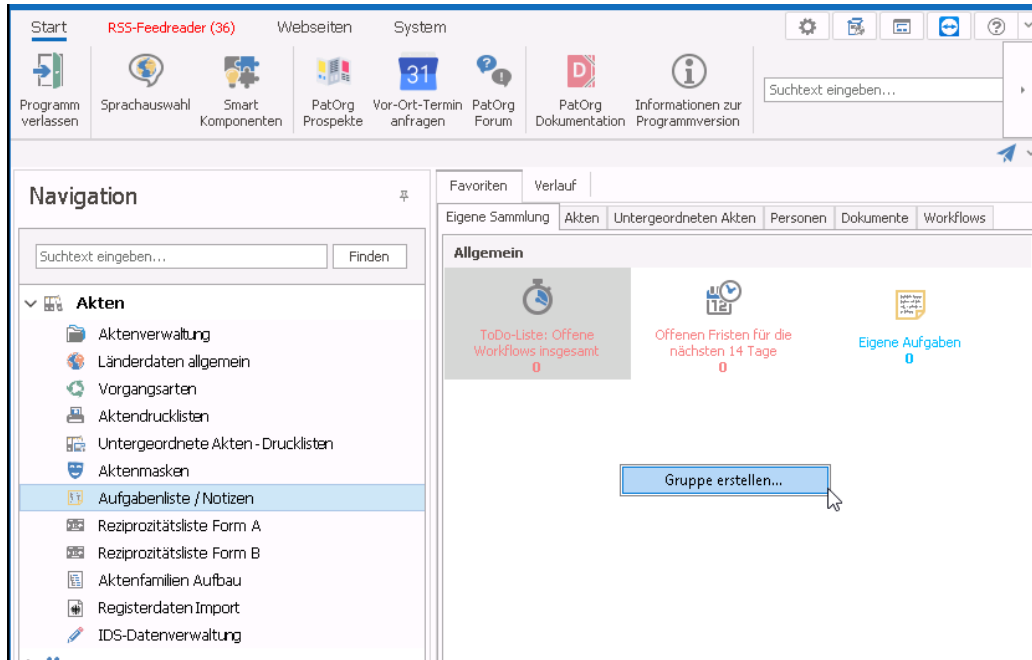 Start RSS-Feedreader (36) Webseiten System
Programm verlassen
Sprachauswahl
Smart Komponenten
PatOrg Prospekte
31
Vor-Ort-Termin anfragen
PatOrg Forum
D
PatOrg Dokumentation
Informationen zur Programmversion
Suchtext eingeben...
Navigation
Suchtext eingeben... Finden
Akten
Aktenverwaltung
Länderdaten allgemein
Vorgangsarten
Aktendrucklisten
Untergeordnete Akten - Drucklisten
Aktenmasken
Aufgabenliste / Notizen
Reziprozitätsliste Form A
Reziprozitätsliste Form B
Aktenfamilien Aufbau
Registerdaten Import
IDS-Datenverwaltung
Favoriten Verlauf
Eigene Sammlung Akten Untergeordneten Akten Personen Dokumente Workflows
Allgemein
ToDo-Liste: Offene
Workflows insgesamt
0
12
Offenen Fristen für die
nächsten 14 Tage
0
Eigene Aufgaben
0
Gruppe erstellen...